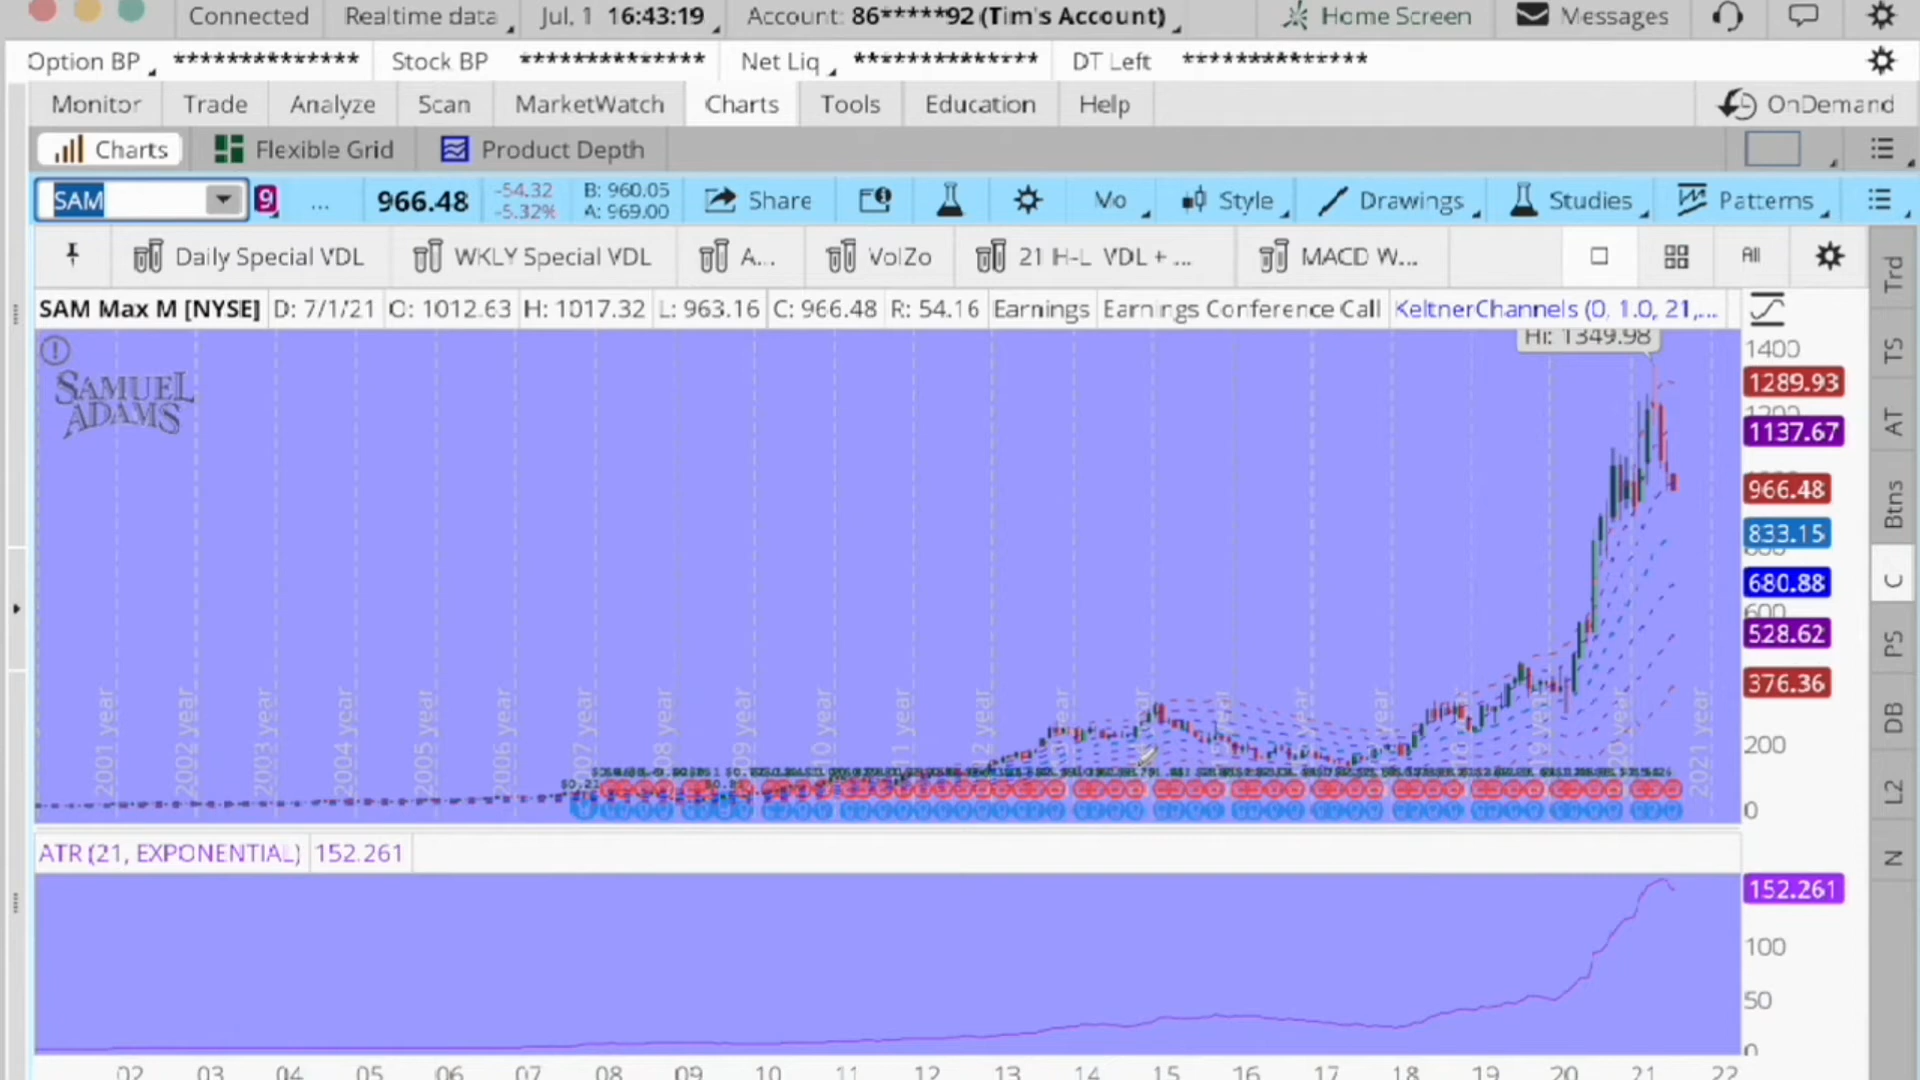 Connected Realtime data Jul. 1 16:43:19 Account: 86*****92 (Tim's Account) Home Screen Messages
Option BP ************** Stock BP ************** Net Liq ************** DT Left **************
Monitor Trade Analyze Scan MarketWatch Charts Tools Education Help OnDemand
Charts Flexible Grid Product Depth
SAM 9 ... 966.48 -54.32 B: 960.05 Share Mo Style Drawings Studies Patterns
-5.32% A: 969.00
Daily Special VDL WKLY Special VDL A... VolZo 21 H-L VDL + ... MACD W... All
SAM Max M [NYSE] D: 7/1/21 O: 1012.63 H: 1017.32 L: 963.16 C: 966.48 R: 54.16 Earnings Earnings Conference Call KeltnerChannels (0, 1.0, 21,...
Hi: 1349.98
SAMUEL
ADAMS
1400
1289.93
1200
1137.67
966.48
833.15
680.88
600
528.62
376.36
200
0
2001 year 2002 year 2003 year 2004 year 2005 year 2006 year 2007 year 2021 year
ATR (21, EXPONENTIAL) 152.261
152.261
100
50
0
02 03 04 05 06 07 08 09 10 11 12 13 14 15 16 17 18 19 20 21 22
Trd
TS
AT
Btns
C
PS
DB
L2
N